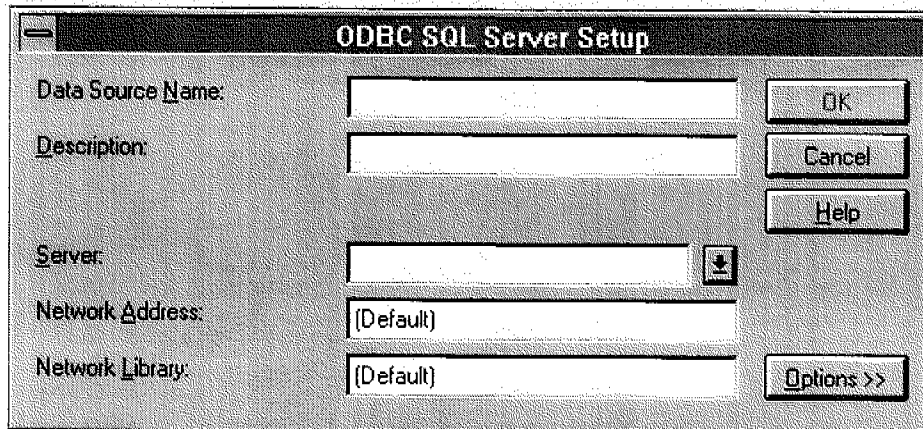 ODBC SQL Server Setup
Data Source Name:
OK
Description:
Cancel
Help
Server:
Network Address:
(Default)
Network Library:
(Default)
Options >>